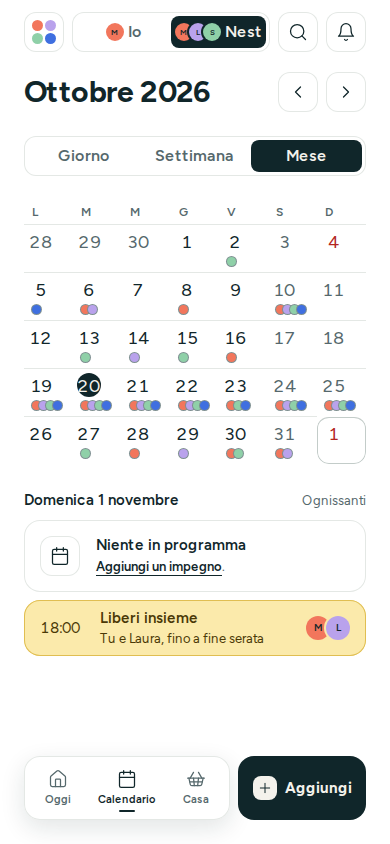 M Io M L S Nest
Ottobre 2026
Giorno Settimana Mese
L M M G V S D
28 29 30 1 2 3 4
5 6 7 8 9 10 11
12 13 14 15 16 17 18
19 20 21 22 23 24 25
26 27 28 29 30 31 1
Domenica 1 novembre Ognissanti
Niente in programma
Aggiungi un impegno.
18:00 Liberi insieme M L
Tu e Laura, fino a fine serata
Oggi Calendario Casa Aggiungi